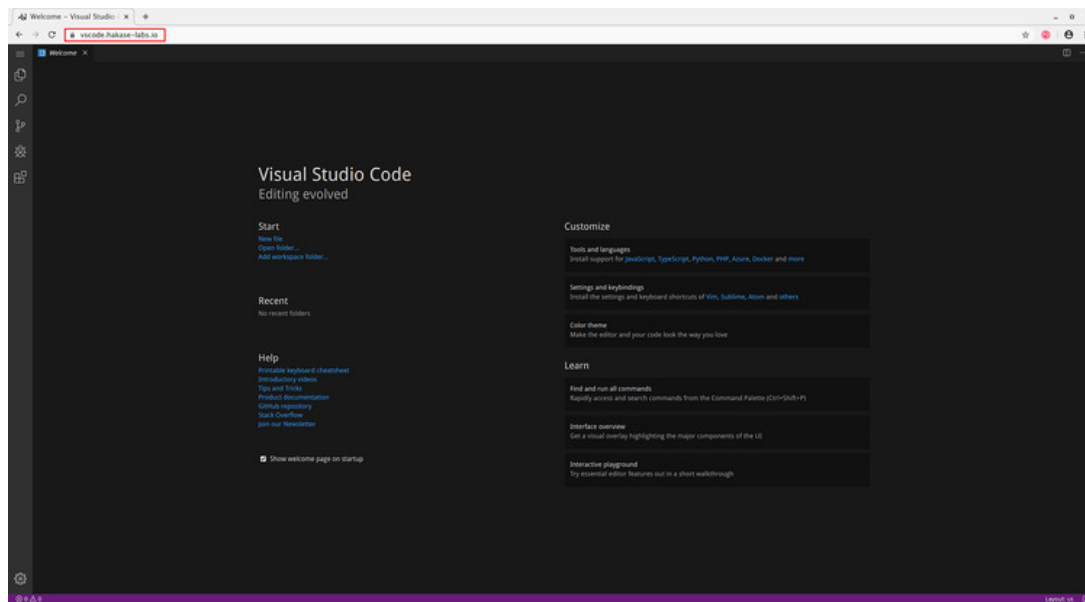 Welcome – Visual Studio
vscode.hakase-labs.io
Welcome
Visual Studio Code
Editing evolved
Start
New file
Open folder...
Add workspace folder...
Recent
No recent folders
Help
Printable keyboard cheatsheet
Introductory videos
Tips and Tricks
Product documentation
GitHub repository
Stack Overflow
Join our Newsletter
Show welcome page on startup
Customize
Tools and languages
Install support for JavaScript, TypeScript, Python, PHP, Azure, Docker and more
Settings and keybindings
Install the settings and keyboard shortcuts of Vim, Sublime, Atom and others
Color theme
Make the editor and your code look the way you love
Learn
Find and run all commands
Rapidly access and search commands from the Command Palette (Ctrl+Shift+P)
Interface overview
Get a visual overlay highlighting the major components of the UI
Interactive playground
Try essential editor features out in a short walkthrough
0 0
Layout: us